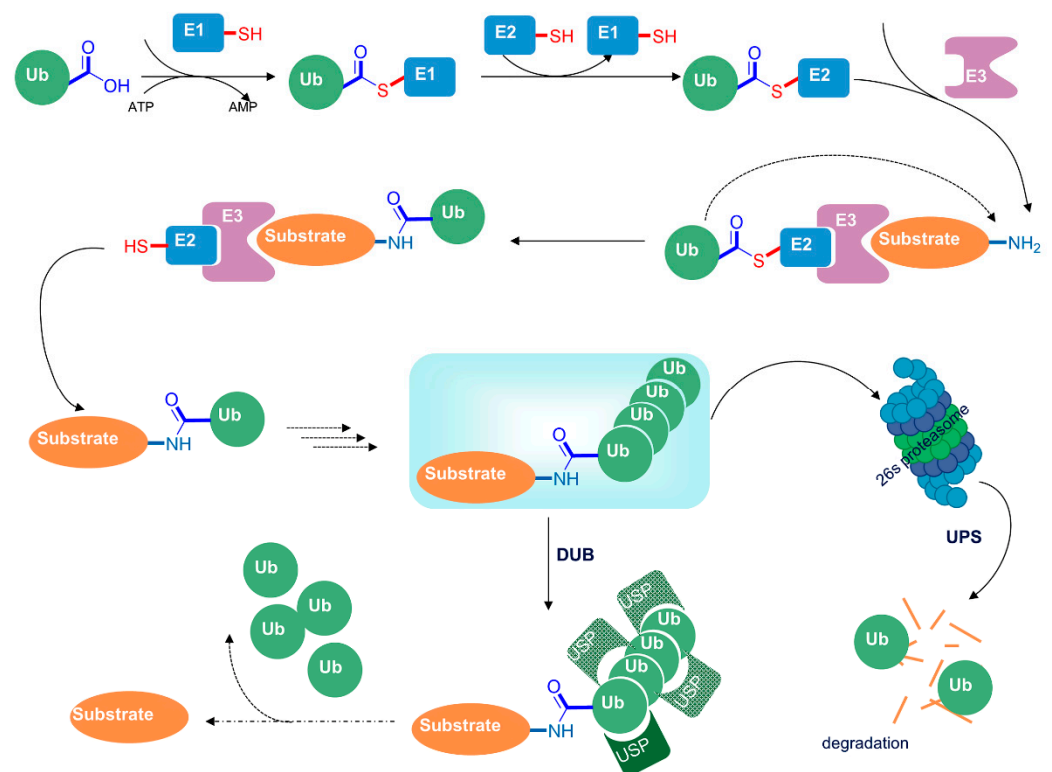 E1
SH
Ub
O
OH
ATP
AMP
Ub
O
S
E1
E2
SH
E1
SH
Ub
O
S
E2
E3
HS
E2
E3
Substrate
NH
O
Ub
Ub
O
S
E2
E3
Substrate
NH2
Substrate
NH
O
Ub
Substrate
NH
O
Ub
Ub
Ub
Ub
Ub
26s proteasome
UPS
DUB
Ub
Ub
Ub
Ub
Substrate
Substrate
NH
O
Ub
Ub
Ub
Ub
USP
USP
USP
USP
Ub
Ub
degradation